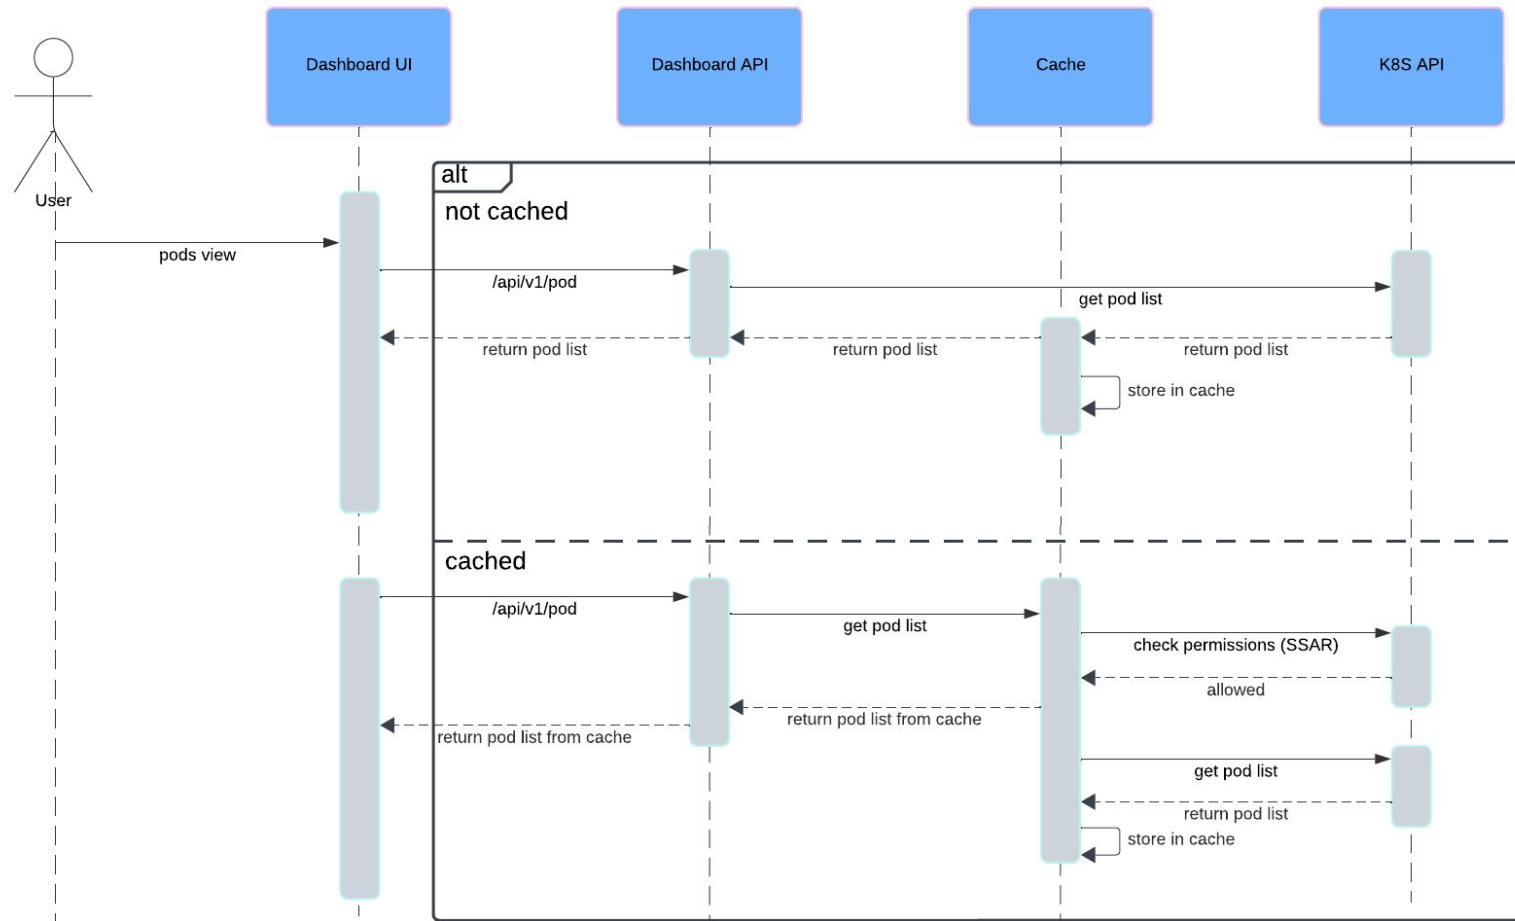 Dashboard UI
Dashboard API
Cache
K8S API
alt
User
not cached
pods view
/api/v1/pod
get pod list
return pod list
return pod list
return pod list
store in cache
cached
/api/v1/pod
get pod list
check permissions (SSAR)
allowed
return pod list from cache
return pod list from cache
get pod list
return pod list
store in cache